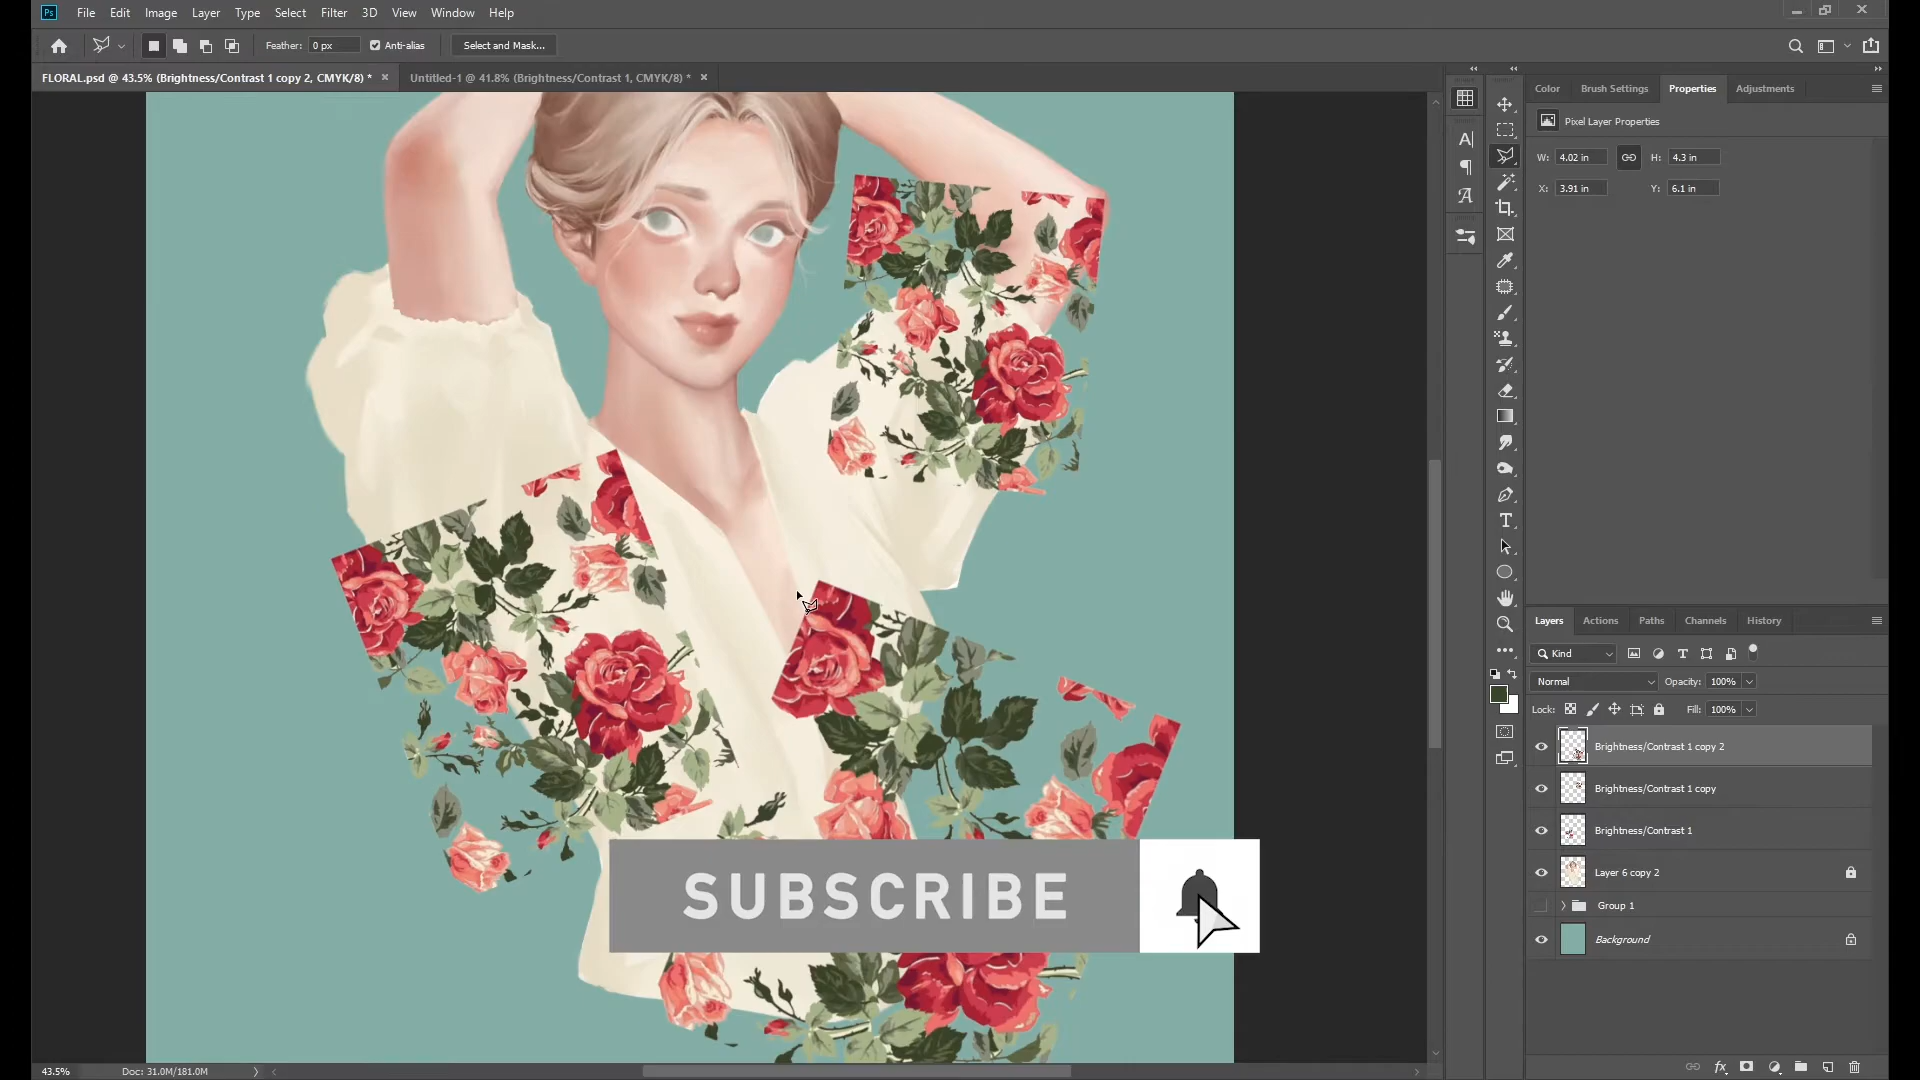 Ps File Edit Image Layer Type Select Filter 3D View Window Help
Feather: 0 px Anti-alias Select and Mask...
FLORAL.psd @ 43.5% (Brightness/Contrast 1 copy 2, CMYK/8) * × Untitled-1 @ 41.8% (Brightness/Contrast 1, CMYK/8) * ×
Color Brush Settings Properties Adjustments
Pixel Layer Properties
W: 4.02 in H: 4.3 in
X: 3.91 in Y: 6.1 in
Layers Actions Paths Channels History
Kind
Normal Opacity: 100%
Lock: Fill: 100%
Brightness/Contrast 1 copy 2
Brightness/Contrast 1 copy
Brightness/Contrast 1
Layer 6 copy 2
Group 1
Background
SUBSCRIBE
43.5% Doc: 31.0M/181.0M